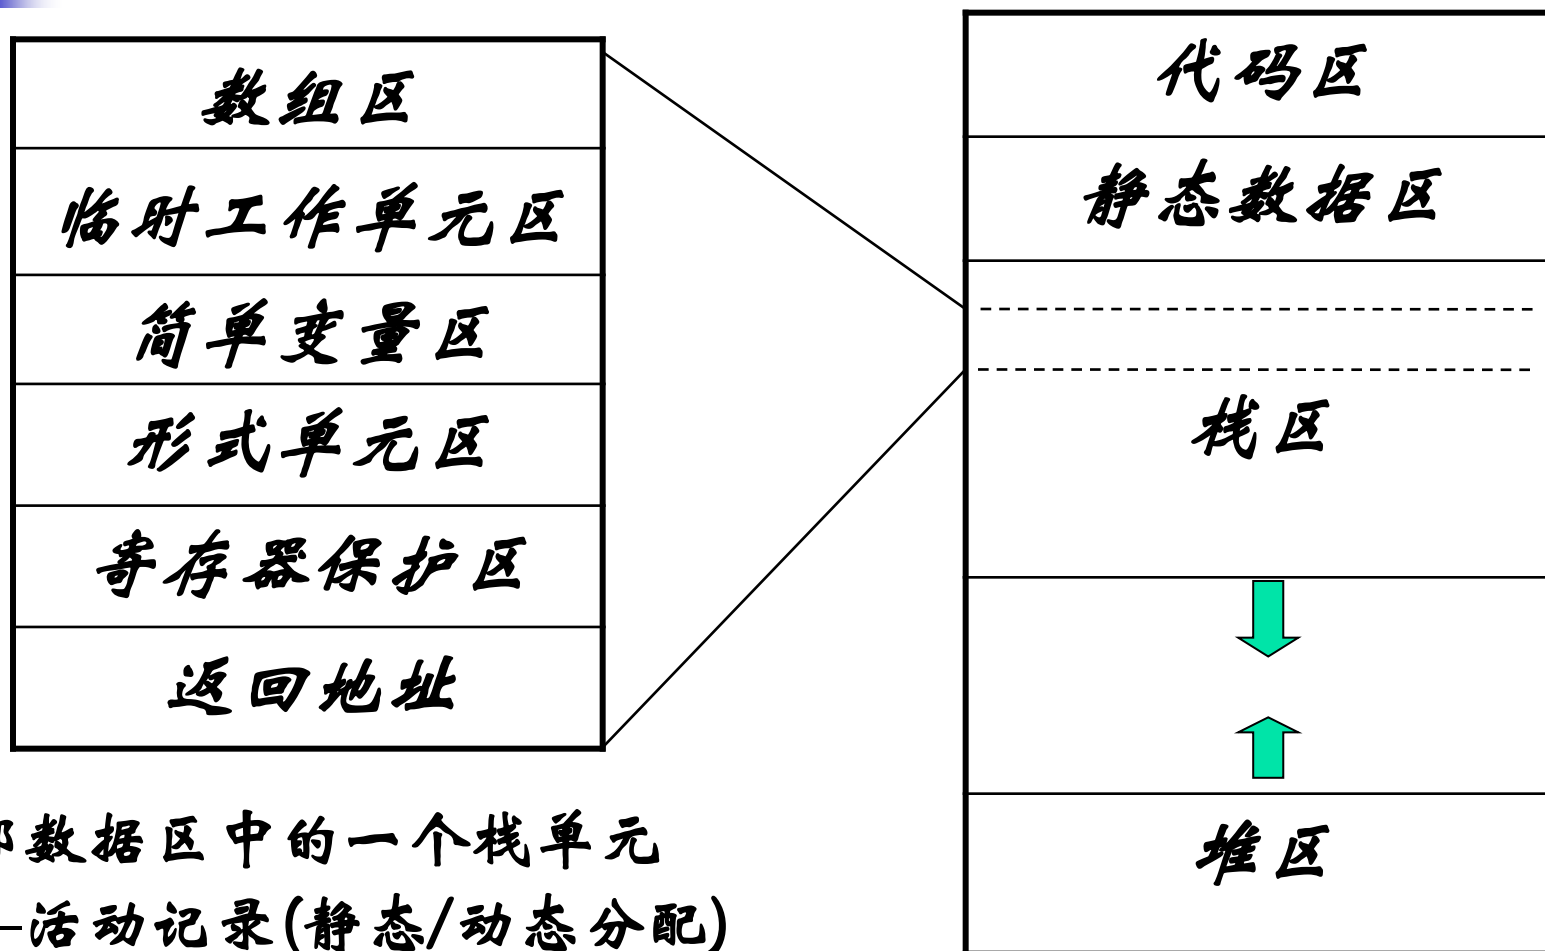 数组区
临时工作单元区
简单变量区
形式单元区
寄存器保护区
返回地址
代码区
静态数据区
栈区
堆区
数据区中的一个栈单元
—活动记录(静态/动态分配)